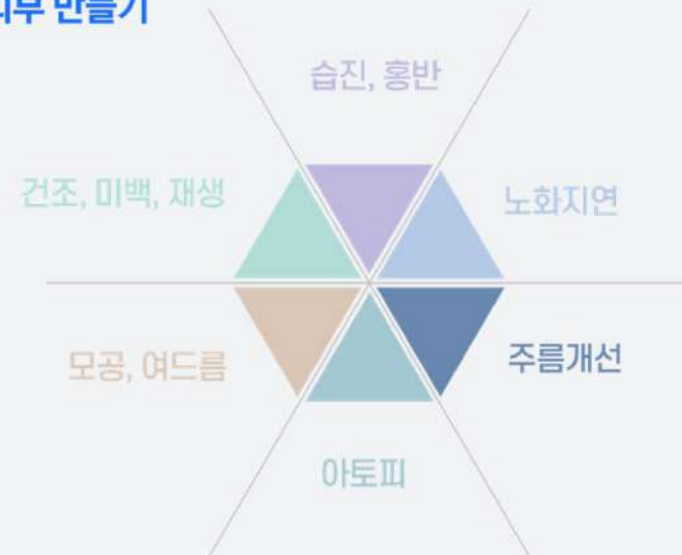 피부 만들기
습진, 홍반
건조, 미백, 재생
노화지연
모공, 여드름
주름개선
아토피